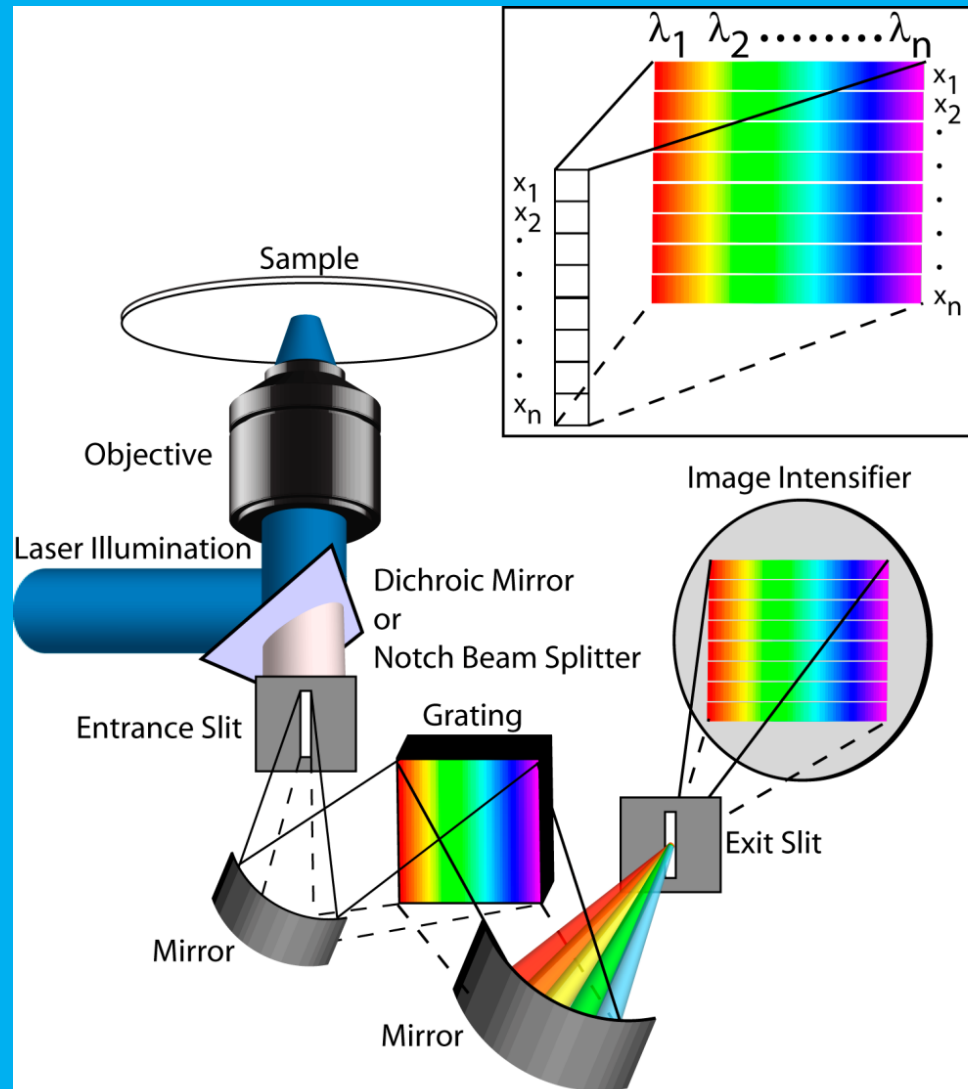 λ1 λ2 ········ λn
x1
x2
·
·
·
·
·
xn
x1
x2
·
·
·
·
·
xn
Sample
Objective
Image Intensifier
Laser Illumination
Dichroic Mirror
or
Notch Beam Splitter
Entrance Slit
Grating
Exit Slit
Mirror
Mirror